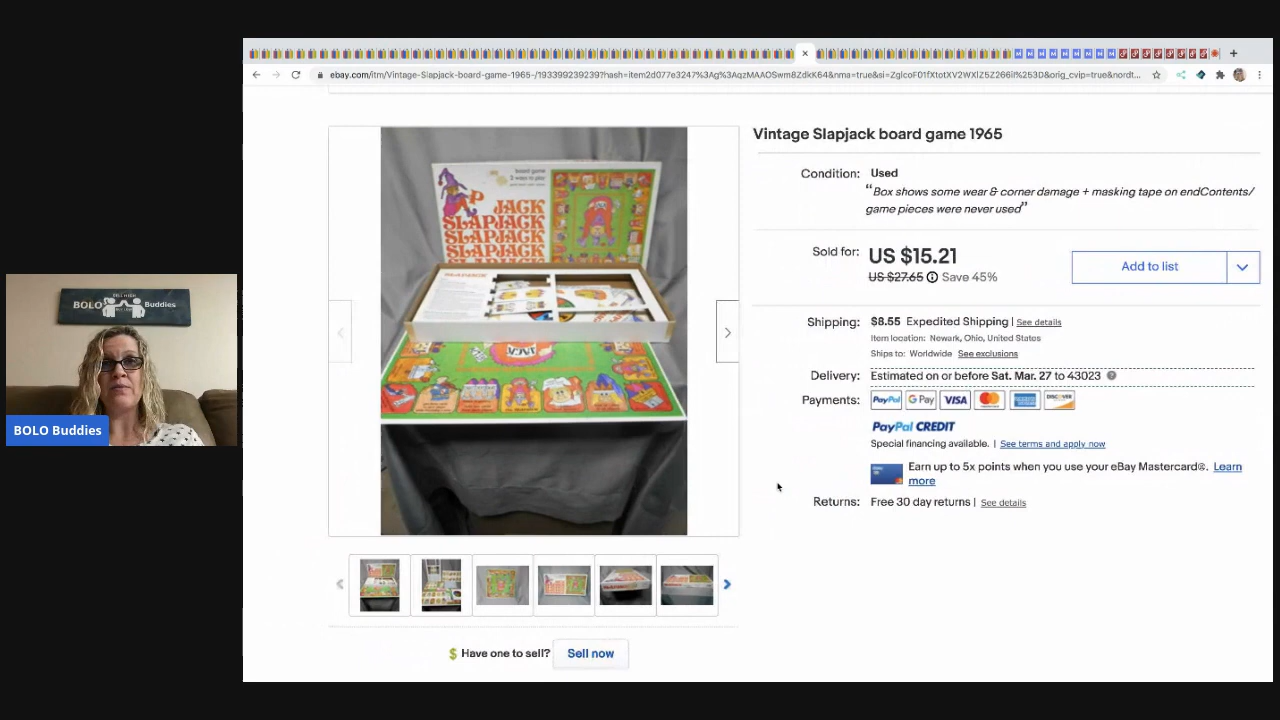 ebay.com/itm/Vintage-Slapjack-board-game-1965-/193399239239?hash=item2d077e3247%3Ag%3AqzMAAOSwm8ZdkK64&nma=true&si=ZglcoF01fXtotXV2WXlZ5Z266iI%253D&orig_cvip=true&nordt...
Vintage Slapjack board game 1965
Condition: Used
“Box shows some wear & corner damage + masking tape on endContents/
game pieces were never used”
Sold for: US $15.21
US $27.65 Save 45%
Add to list
Shipping: $8.55 Expedited Shipping | See details
Item location: Newark, Ohio, United States
Ships to: Worldwide See exclusions
Delivery: Estimated on or before Sat. Mar. 27 to 43023
Payments: PayPal G Pay VISA DISCOVER
PayPal CREDIT
Special financing available. | See terms and apply now
Earn up to 5x points when you use your eBay Mastercard®. Learn
more
Returns: Free 30 day returns | See details
board game
JACK
SLAPJACK
SLAPJACK
SLAPJACK
$ Have one to sell? Sell now
BOLO Buddies
BOLO Buddies